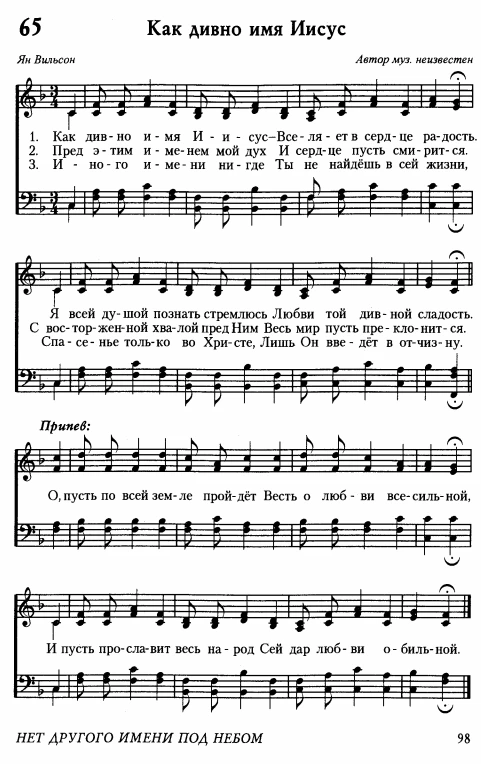 65 Как дивно имя Иисус
Ян Вильсон Автор муз. неизвестен
1. Как див-но и-мя И-и-сус–Все-ля-ет в серд-це ра-дость.
2. Пред э-тим и-ме-нем мой дух И серд-це пусть сми-рит-ся.
3. И-но-го и-ме-ни ни-где Ты не найдёшь в сей жизни,
Я всей ду-шой познать стремлюсь Любви той див-ной сладость.
С вос-тор-жен-ной хва-лой пред Ним Весь мир пусть пре-кло-нит-ся.
Спа-се-нье толь-ко во Хри-сте, Лишь Он вве-дёт в от-чиз-ну.
Припев:
О, пусть по всей зем-ле прой-дёт Весть о люб-ви все-силь-ной,
И пусть про-сла-вит весь на-род Сей дар люб-ви о-биль-ной.
НЕТ ДРУГОГО ИМЕНИ ПОД НЕБОМ 98